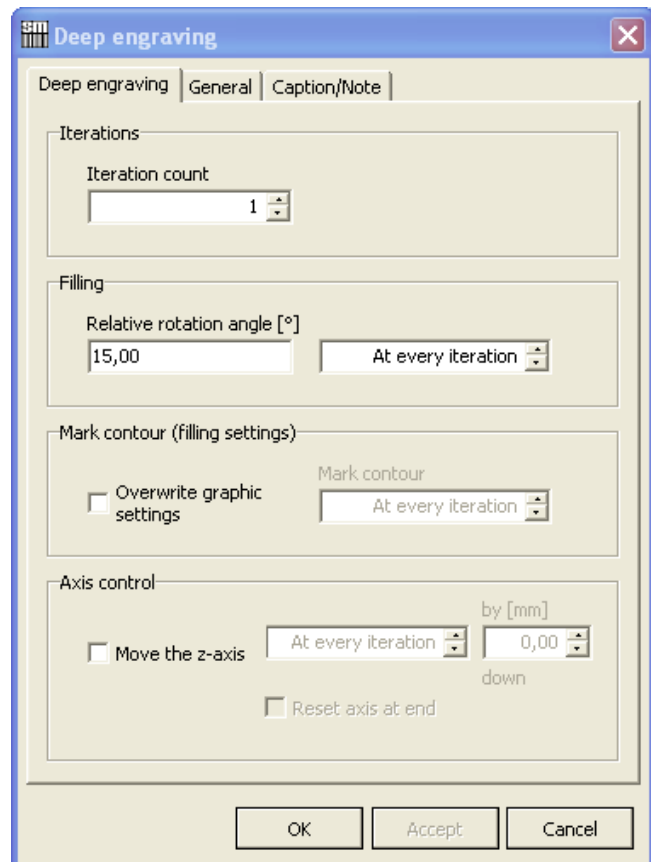 sm
Deep engraving
Deep engraving General Caption/Note
Iterations
Iteration count
1
Filling
Relative rotation angle [°]
15,00 At every iteration
Mark contour (filling settings)
Mark contour
Overwrite graphic
settings
At every iteration
Axis control
by [mm]
Move the z-axis At every iteration 0,00
down
Reset axis at end
OK Accept Cancel